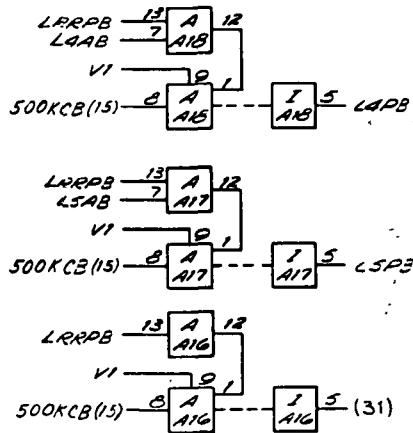 LRRPB 13 A A18 12
L4AB 7
V1 9 1
500KCB(15) 8 A A18 I A18 5 L4PB
LRRPB 13 A A17 12
L5AB 7
V1 9 1
500KCB(15) 8 A A17 I A17 5 L5PB
LRRPB 13 A A16 12
V1 9 1
500KCB(15) 8 A A16 I A16 5 (31)